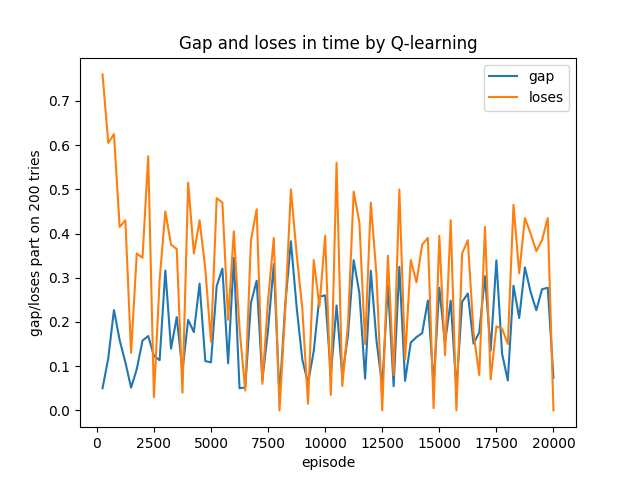 Gap and loses in time by Q-learning
gap
loses
gap/loses part on 200 tries
0.7
0.6
0.5
0.4
0.3
0.2
0.1
0.0
0 2500 5000 7500 10000 12500 15000 17500 20000
episode